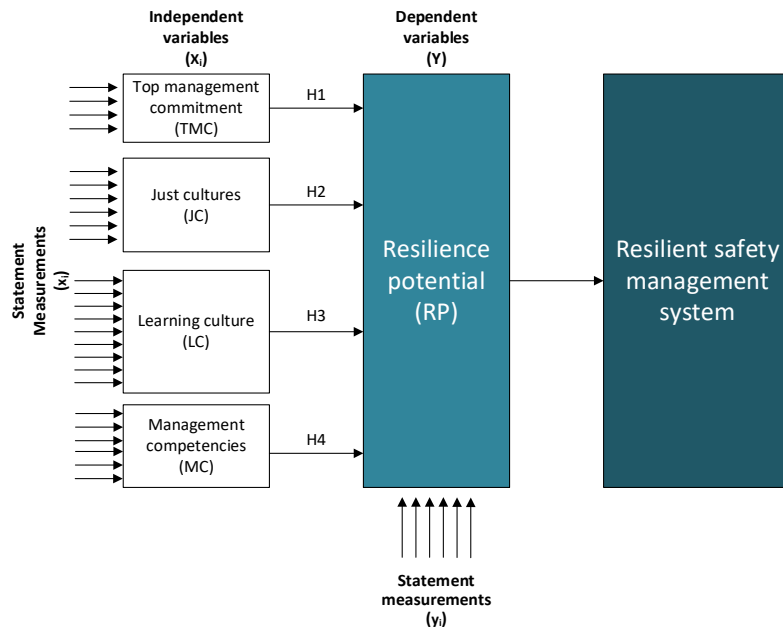 Independent
variables
(Xᵢ)
Dependent
variables
(Y)
Top management
commitment
(TMC)
H1
Just cultures
(JC)
H2
Statement
Measurements
(xᵢ)
Learning culture
(LC)
H3
Management
competencies
(MC)
H4
Resilience
potential
(RP)
Resilient safety
management
system
Statement
measurements
(yᵢ)